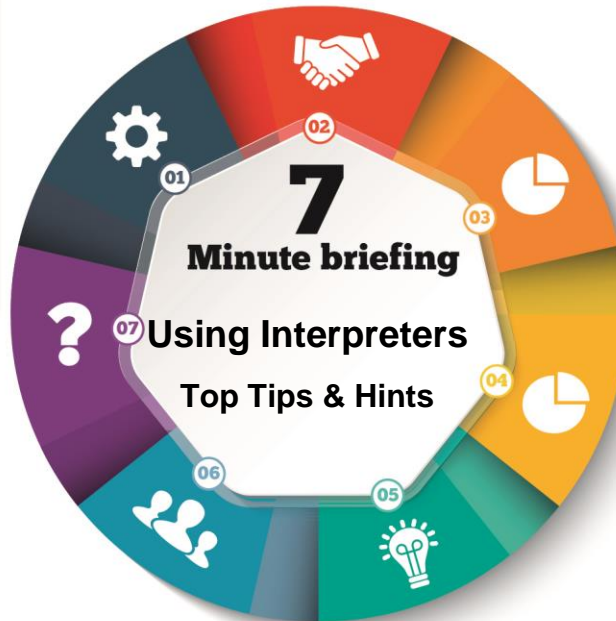 02
01
7
03
Minute briefing
07
Using Interpreters
Top Tips & Hints
04
06
05